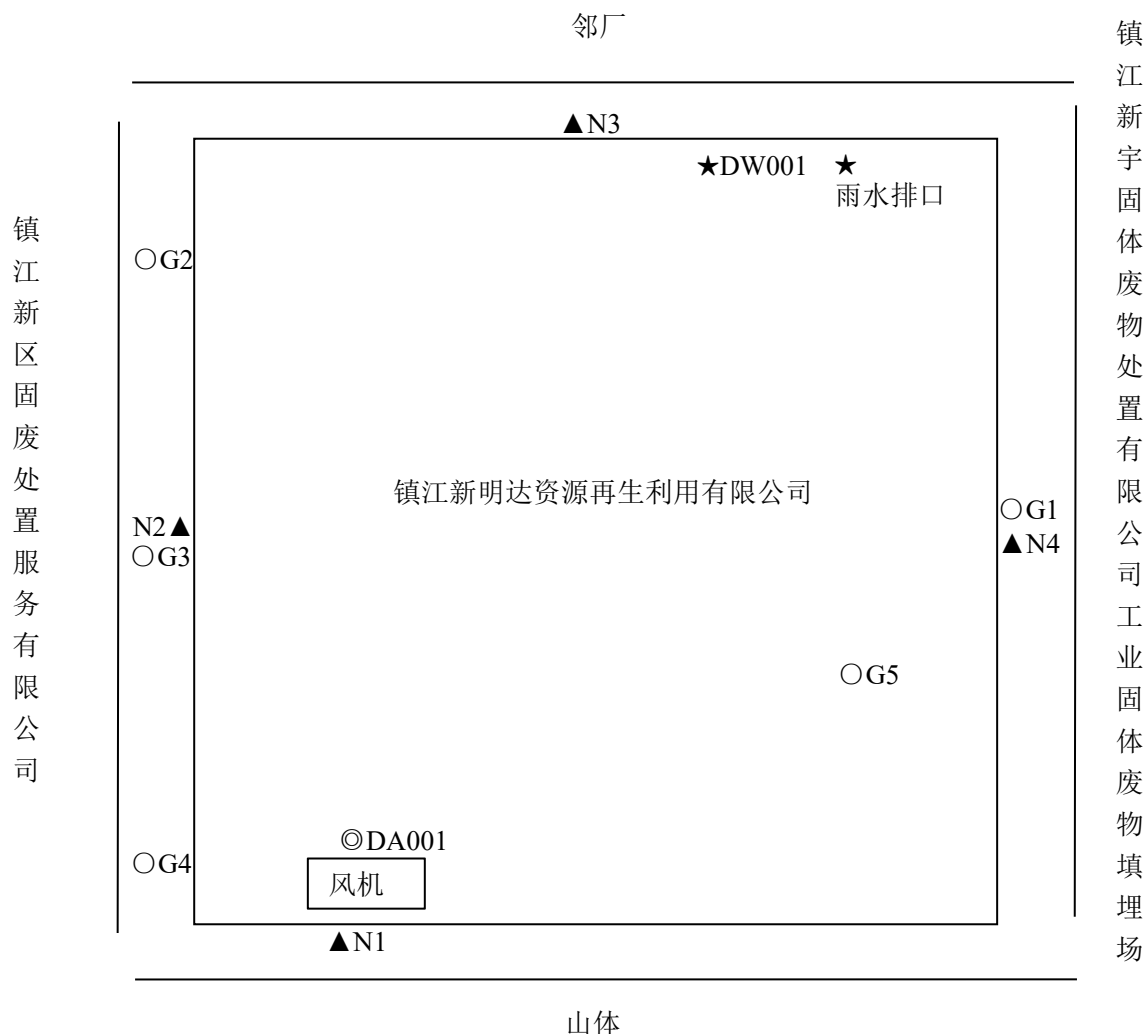 邻厂
▲N3
★DW001
★
雨水排口
镇江新区固废处置服务有限公司
○G2
镇江新明达资源再生利用有限公司
N2▲
○G3
○G1
▲N4
镇江新宇固体废物处置有限公司工业固体废物填埋场
○G5
◎DA001
○G4
风机
▲N1
山体